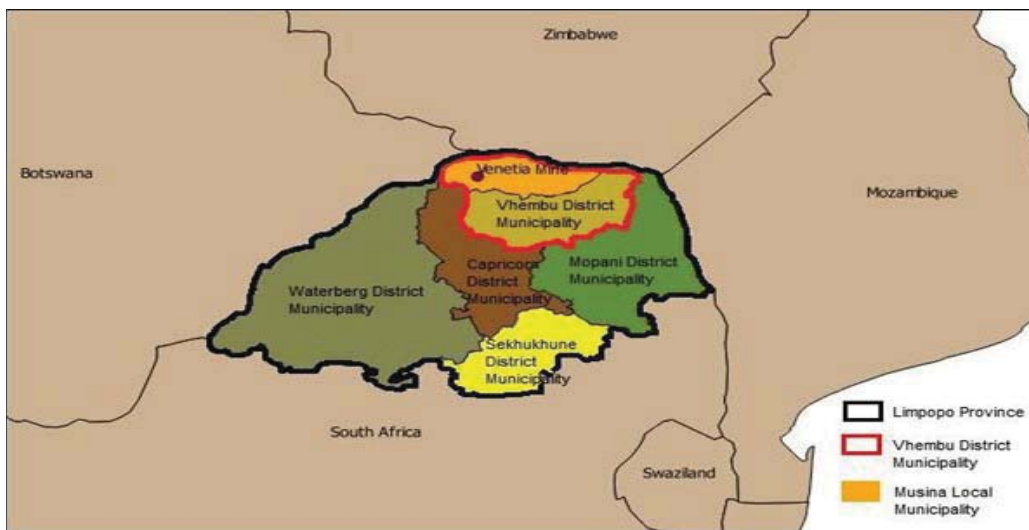 Zimbabwe
Botswana
Venetia Mine
Mozambique
Vhembu District
Municipality
Capricorn
District
Municipality
Mopani District
Municipality
Waterberg District
Municipality
Sekhukhune
District
Municipality
South Africa
Swaziland
Limpopo Province
Vhembu District
Municipality
Musina Local
Municipality